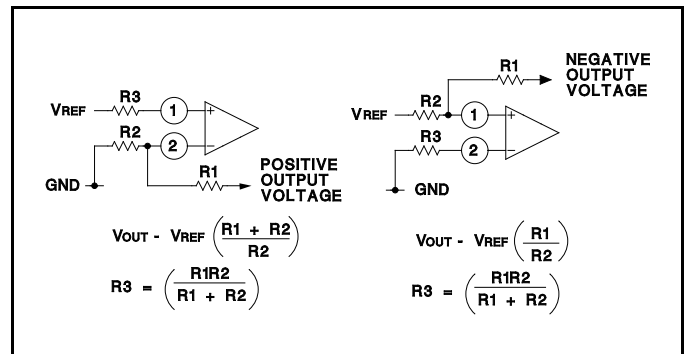 R3
VREF
1
+
R2
2
−
R1
GND
POSITIVE
OUTPUT
VOLTAGE
VOUT - VREF (R1 + R2 / R2)
R3 = (R1R2 / R1 + R2)
R1
NEGATIVE
OUTPUT
VOLTAGE
R2
VREF
1
+
R3
2
−
GND
VOUT - VREF (R1 / R2)
R3 = (R1R2 / R1 + R2)